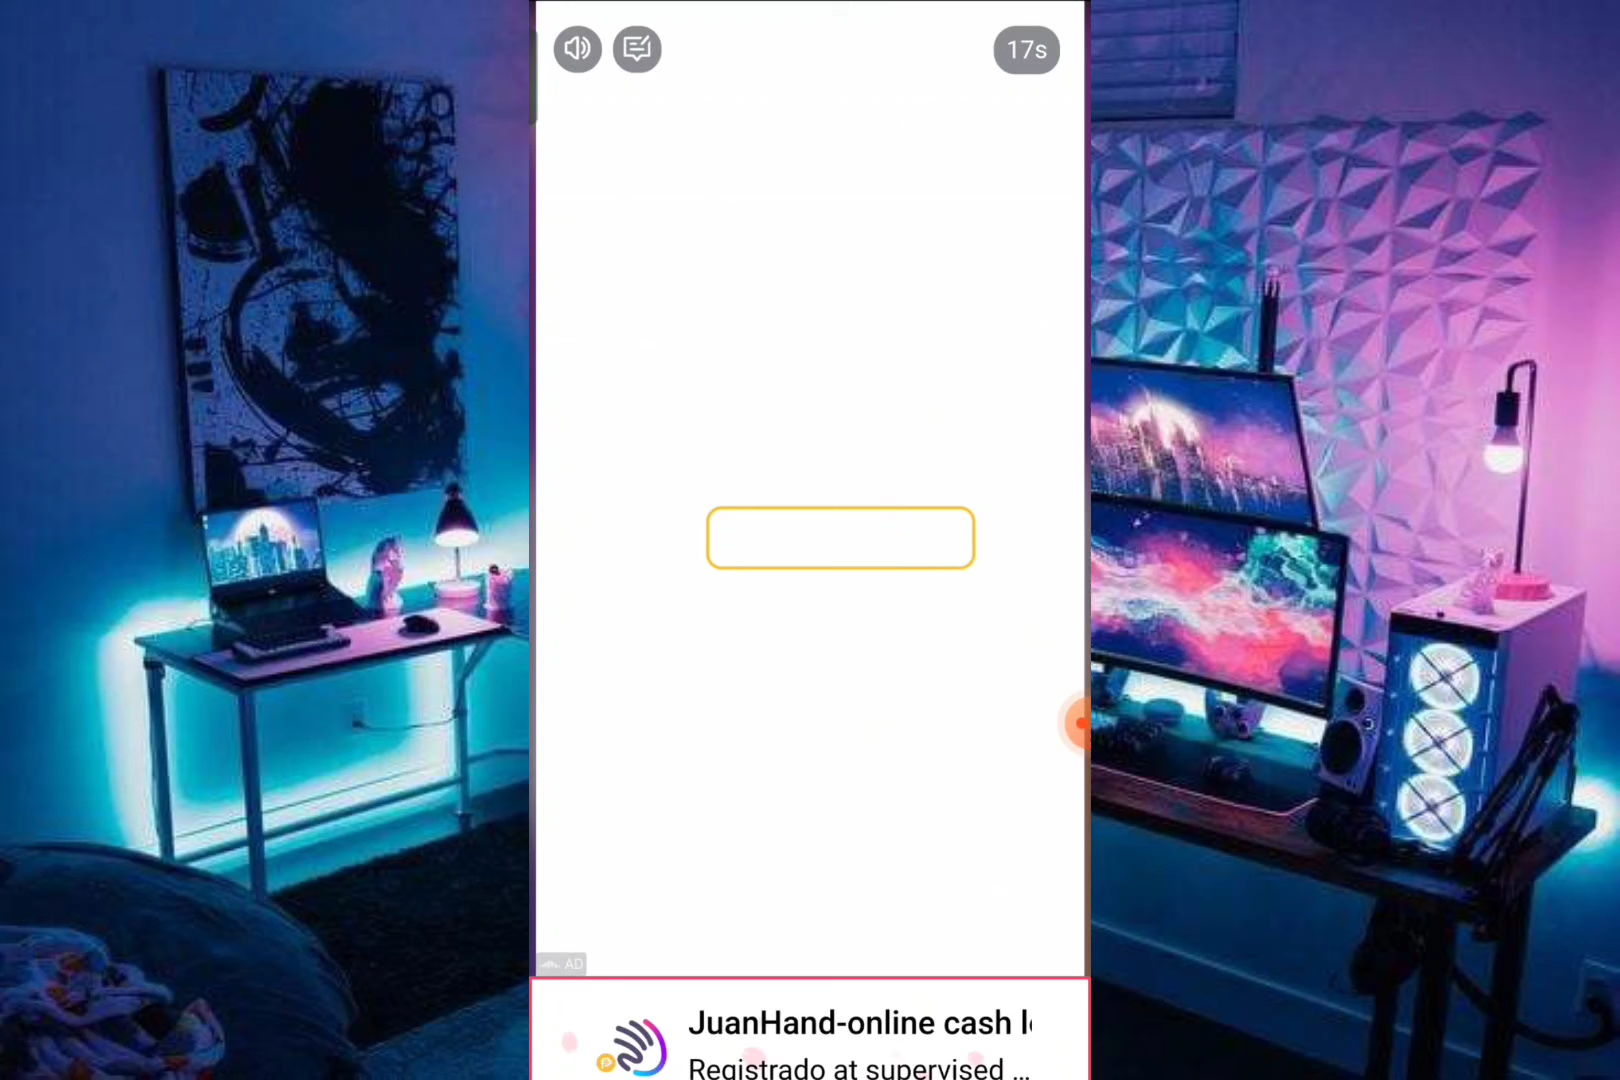 17s
AD
JuanHand-online cash l
Registrado at supervised ...